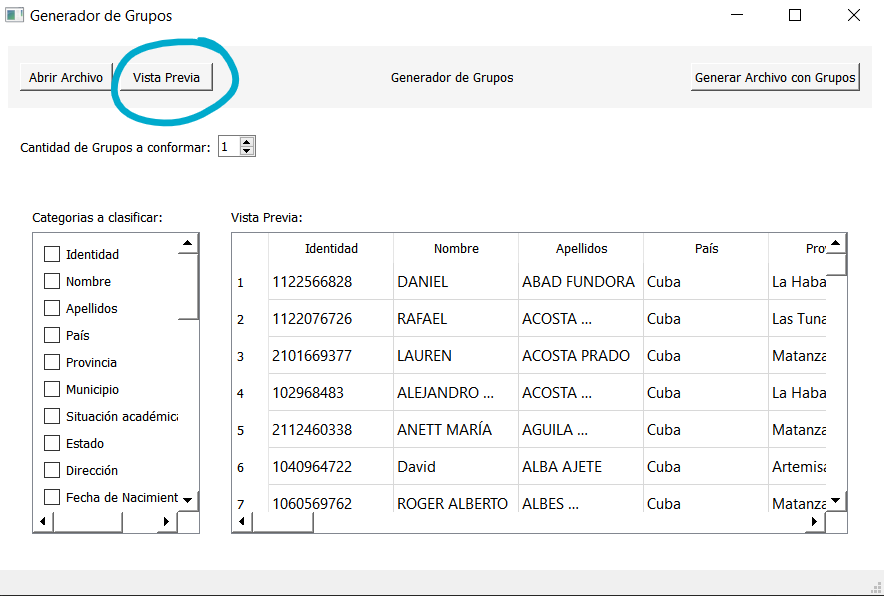 Generador de Grupos
Abrir Archivo Vista Previa Generador de Grupos Generar Archivo con Grupos
Cantidad de Grupos a conformar: 1
Categorias a clasificar:
Identidad
Nombre
Apellidos
País
Provincia
Municipio
Situación académica
Estado
Dirección
Fecha de Nacimient
Vista Previa:
Identidad Nombre Apellidos País Pro
1 1122566828 DANIEL ABAD FUNDORA Cuba La Haba
2 1122076726 RAFAEL ACOSTA ... Cuba Las Tuna
3 2101669377 LAUREN ACOSTA PRADO Cuba Matanza
4 102968483 ALEJANDRO ... ACOSTA ... Cuba La Haba
5 2112460338 ANETT MARÍA AGUILA ... Cuba Matanza
6 1040964722 David ALBA AJETE Cuba Artemisa
7 1060569762 ROGER ALBERTO ALBES ... Cuba Matanza